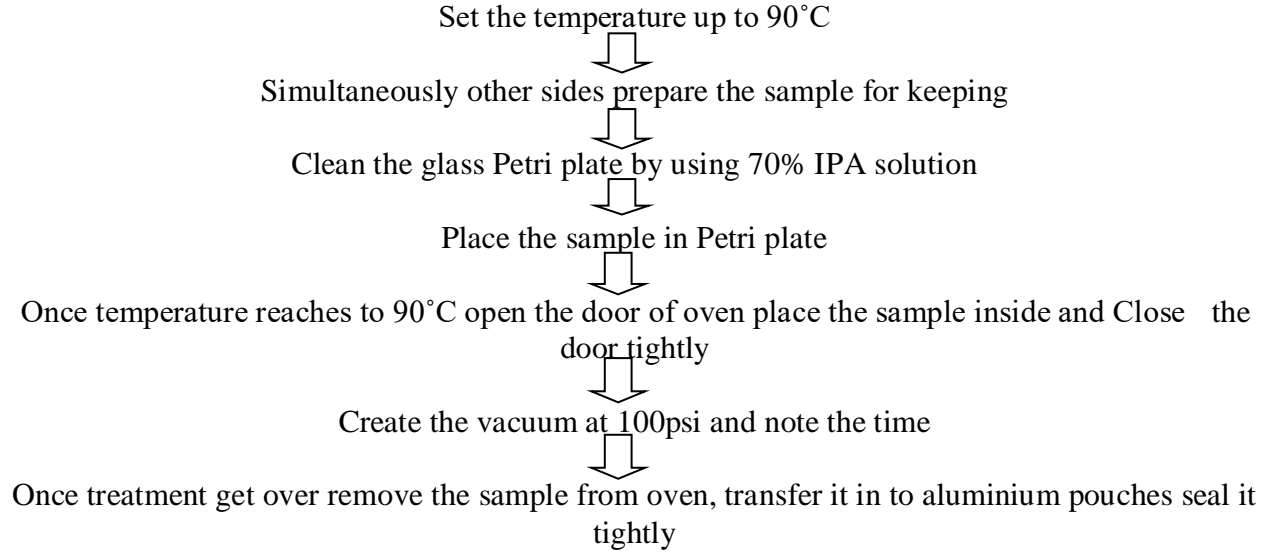 Set the temperature up to 90˚C
Simultaneously other sides prepare the sample for keeping
Clean the glass Petri plate by using 70% IPA solution
Place the sample in Petri plate
Once temperature reaches to 90˚C open the door of oven place the sample inside and Close the
door tightly
Create the vacuum at 100psi and note the time
Once treatment get over remove the sample from oven, transfer it in to aluminium pouches seal it
tightly